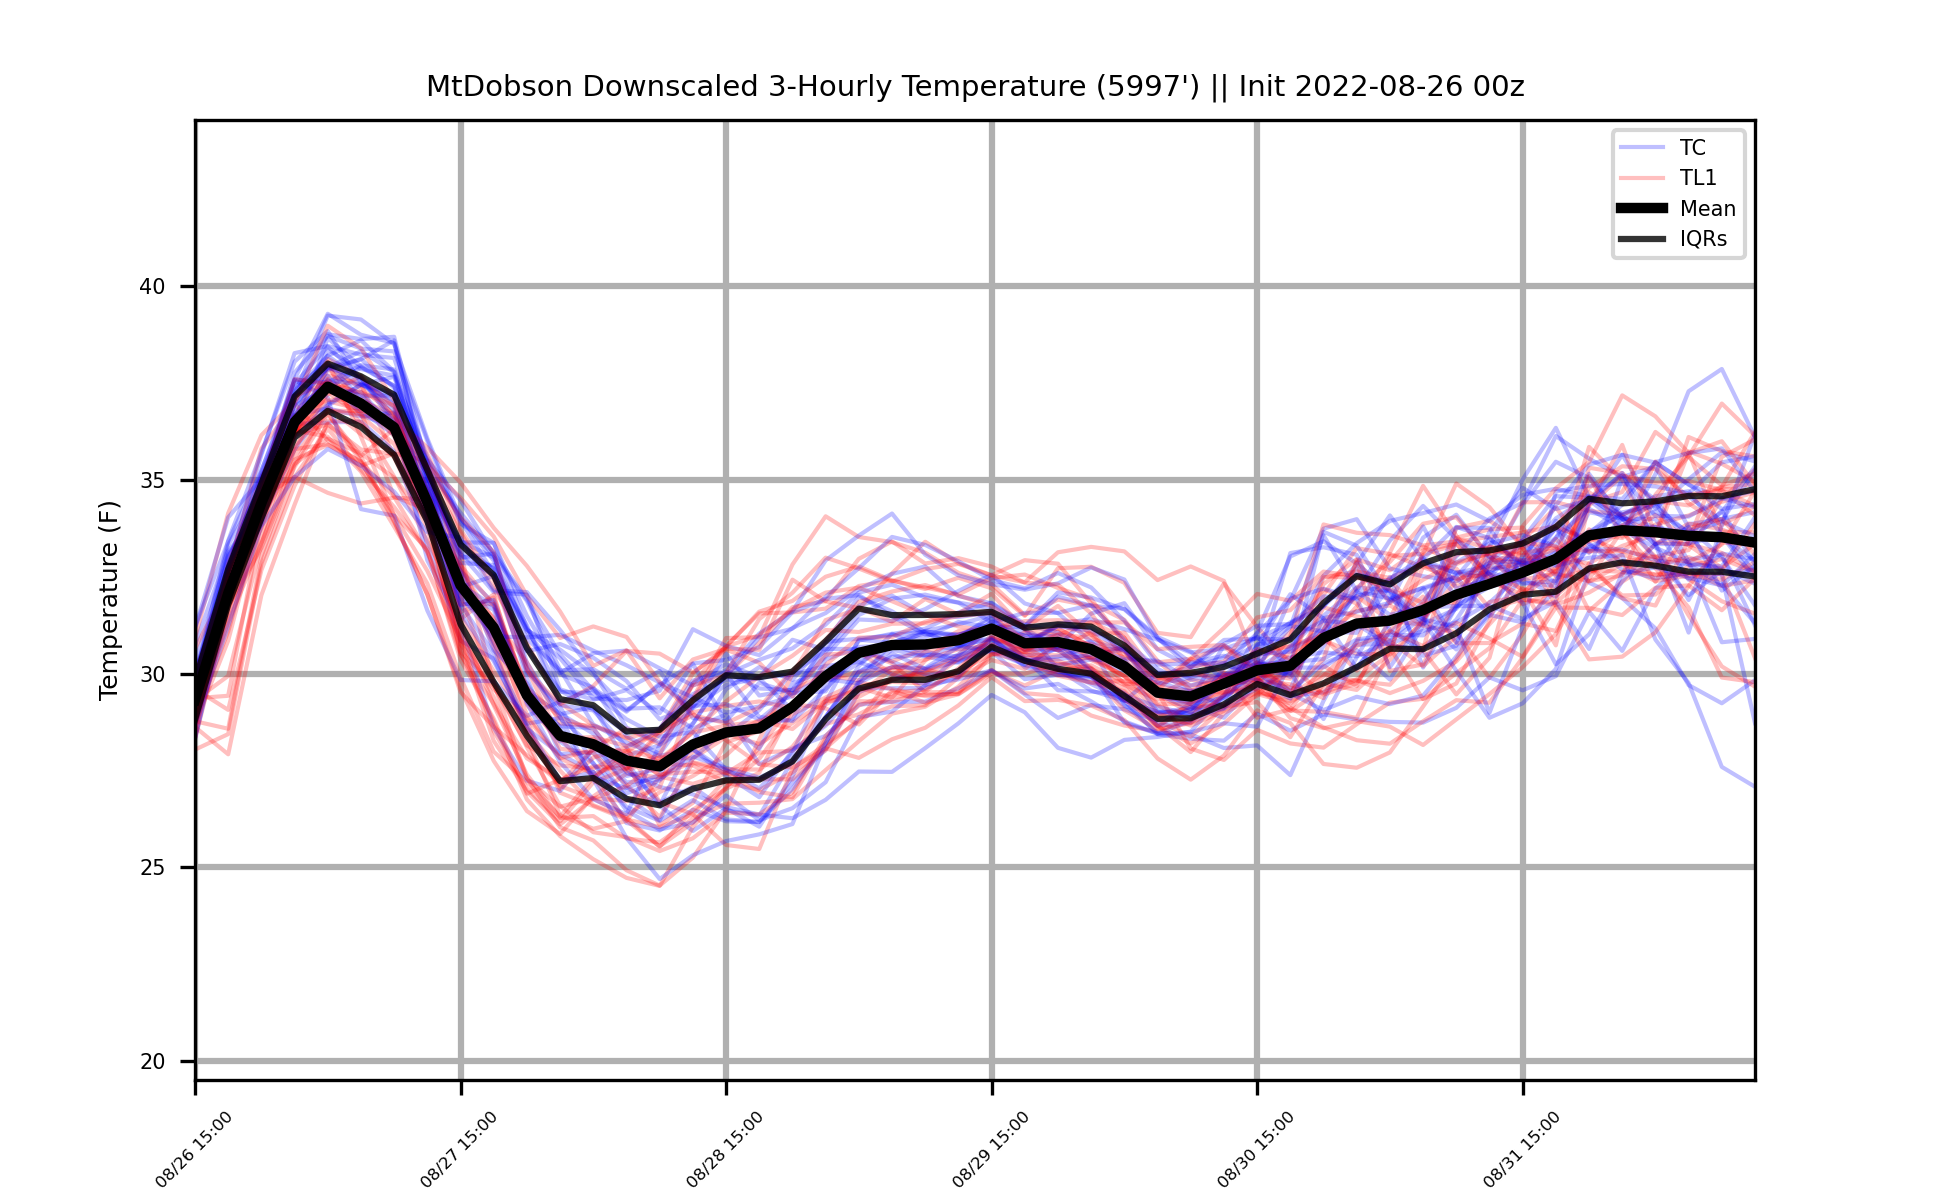 MtDobson Downscaled 3-Hourly Temperature (5997') || Init 2022-08-26 00z
TC
TL1
Mean
IQRs
Temperature (F)
40
35
30
25
20
08/26 15:00
08/27 15:00
08/28 15:00
08/29 15:00
08/30 15:00
08/31 15:00